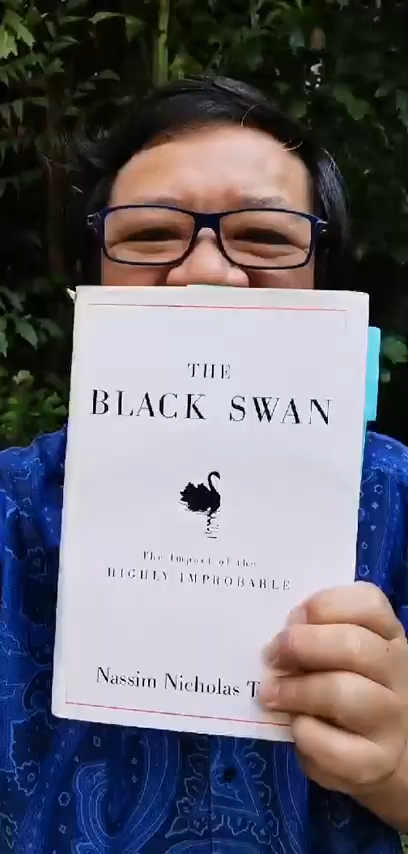 THE
BLACK SWAN
The Impact of the
HIGHLY IMPROBABLE
Nassim Nicholas T